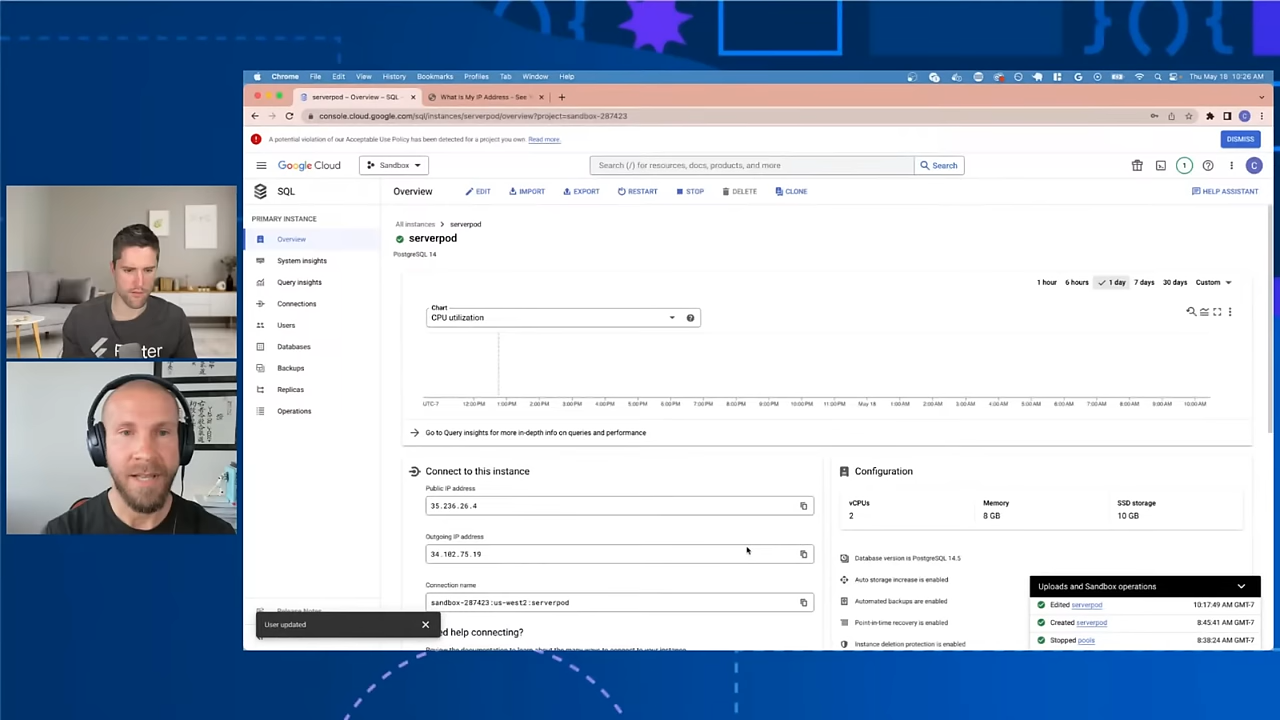 Chrome File Edit View History Bookmarks Profiles Tab Window Help
Thu May 18 10:26 AM
serverpod – Overview – SQL
What Is My IP Address - See
console.cloud.google.com/sql/instances/serverpod/overview?project=sandbox-287423
A potential violation of our Acceptable Use Policy has been detected for a project you own. Read more.
DISMISS
Google Cloud
Sandbox
Search (/) for resources, docs, products, and more
Search
1
C
SQL
Overview
EDIT
IMPORT
EXPORT
RESTART
STOP
DELETE
CLONE
HELP ASSISTANT
PRIMARY INSTANCE
Overview
System insights
Query insights
Connections
Users
Databases
Backups
Replicas
Operations
Release Notes
All instances > serverpod
serverpod
PostgreSQL 14
1 hour 6 hours 1 day 7 days 30 days Custom
Chart
CPU utilization
UTC-7 12:00 PM 1:00 PM 2:00 PM 3:00 PM 4:00 PM 5:00 PM 6:00 PM 7:00 PM 8:00 PM 9:00 PM 10:00 PM 11:00 PM May 18 1:00 AM 2:00 AM 3:00 AM 4:00 AM 5:00 AM 6:00 AM 7:00 AM 8:00 AM 9:00 AM 10:00 AM
Go to Query insights for more in-depth info on queries and performance
Connect to this instance
Public IP address
35.236.26.4
Outgoing IP address
34.102.75.19
Connection name
sandbox-287423:us-west2:serverpod
help connecting?
Configuration
vCPUs Memory SSD storage
2 8 GB 10 GB
Database version is PostgreSQL 14.5
Auto storage increase is enabled
Automated backups are enabled
Point-in-time recovery is enabled
Instance deletion protection is enabled
Uploads and Sandbox operations
Edited serverpod 10:17:49 AM GMT-7
Created serverpod 8:45:41 AM GMT-7
Stopped pools 8:38:24 AM GMT-7
User updated